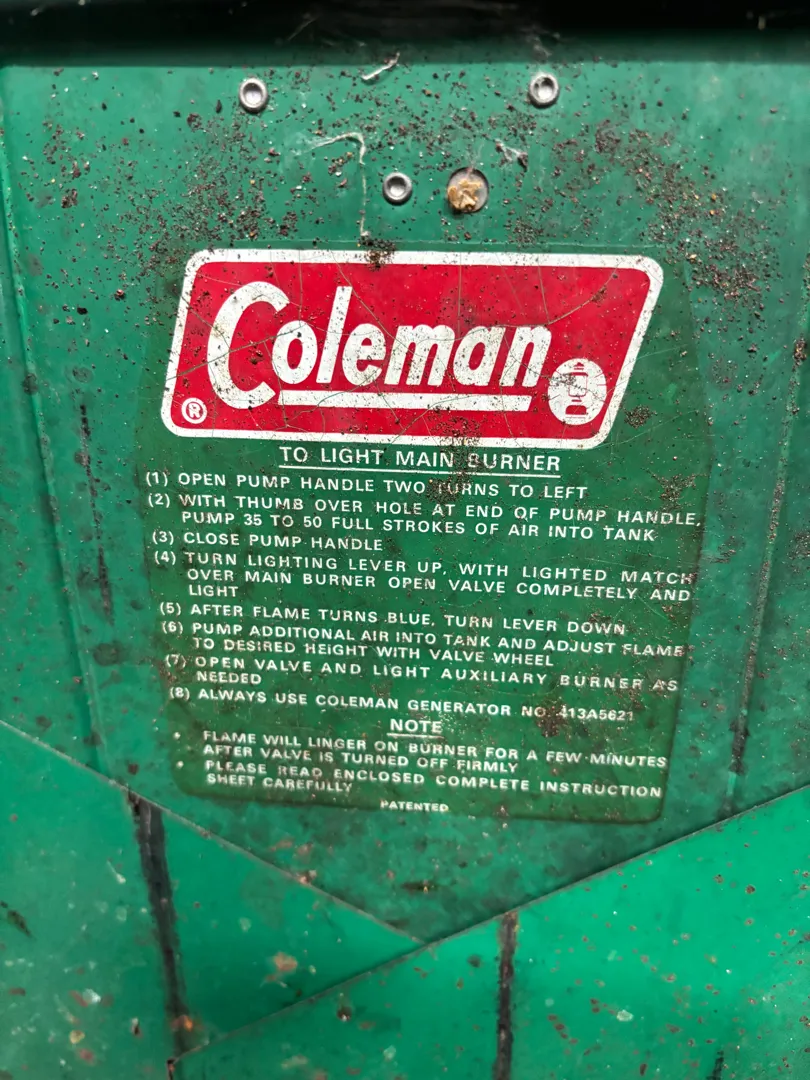 Coleman
®
TO LIGHT MAIN BURNER
(1) OPEN PUMP HANDLE TWO TURNS TO LEFT
(2) WITH THUMB OVER HOLE AT END OF PUMP HANDLE,
PUMP 35 TO 50 FULL STROKES OF AIR INTO TANK
(3) CLOSE PUMP HANDLE
(4) TURN LIGHTING LEVER UP, WITH LIGHTED MATCH
OVER MAIN BURNER OPEN VALVE COMPLETELY AND
LIGHT
(5) AFTER FLAME TURNS BLUE, TURN LEVER DOWN
(6) PUMP ADDITIONAL AIR INTO TANK AND ADJUST FLAME
TO DESIRED HEIGHT WITH VALVE WHEEL
(7) OPEN VALVE AND LIGHT AUXILIARY BURNER AS
NEEDED
(8) ALWAYS USE COLEMAN GENERATOR NO. 413A5621
NOTE
• FLAME WILL LINGER ON BURNER FOR A FEW MINUTES
AFTER VALVE IS TURNED OFF FIRMLY
• PLEASE READ ENCLOSED COMPLETE INSTRUCTION
SHEET CAREFULLY
PATENTED